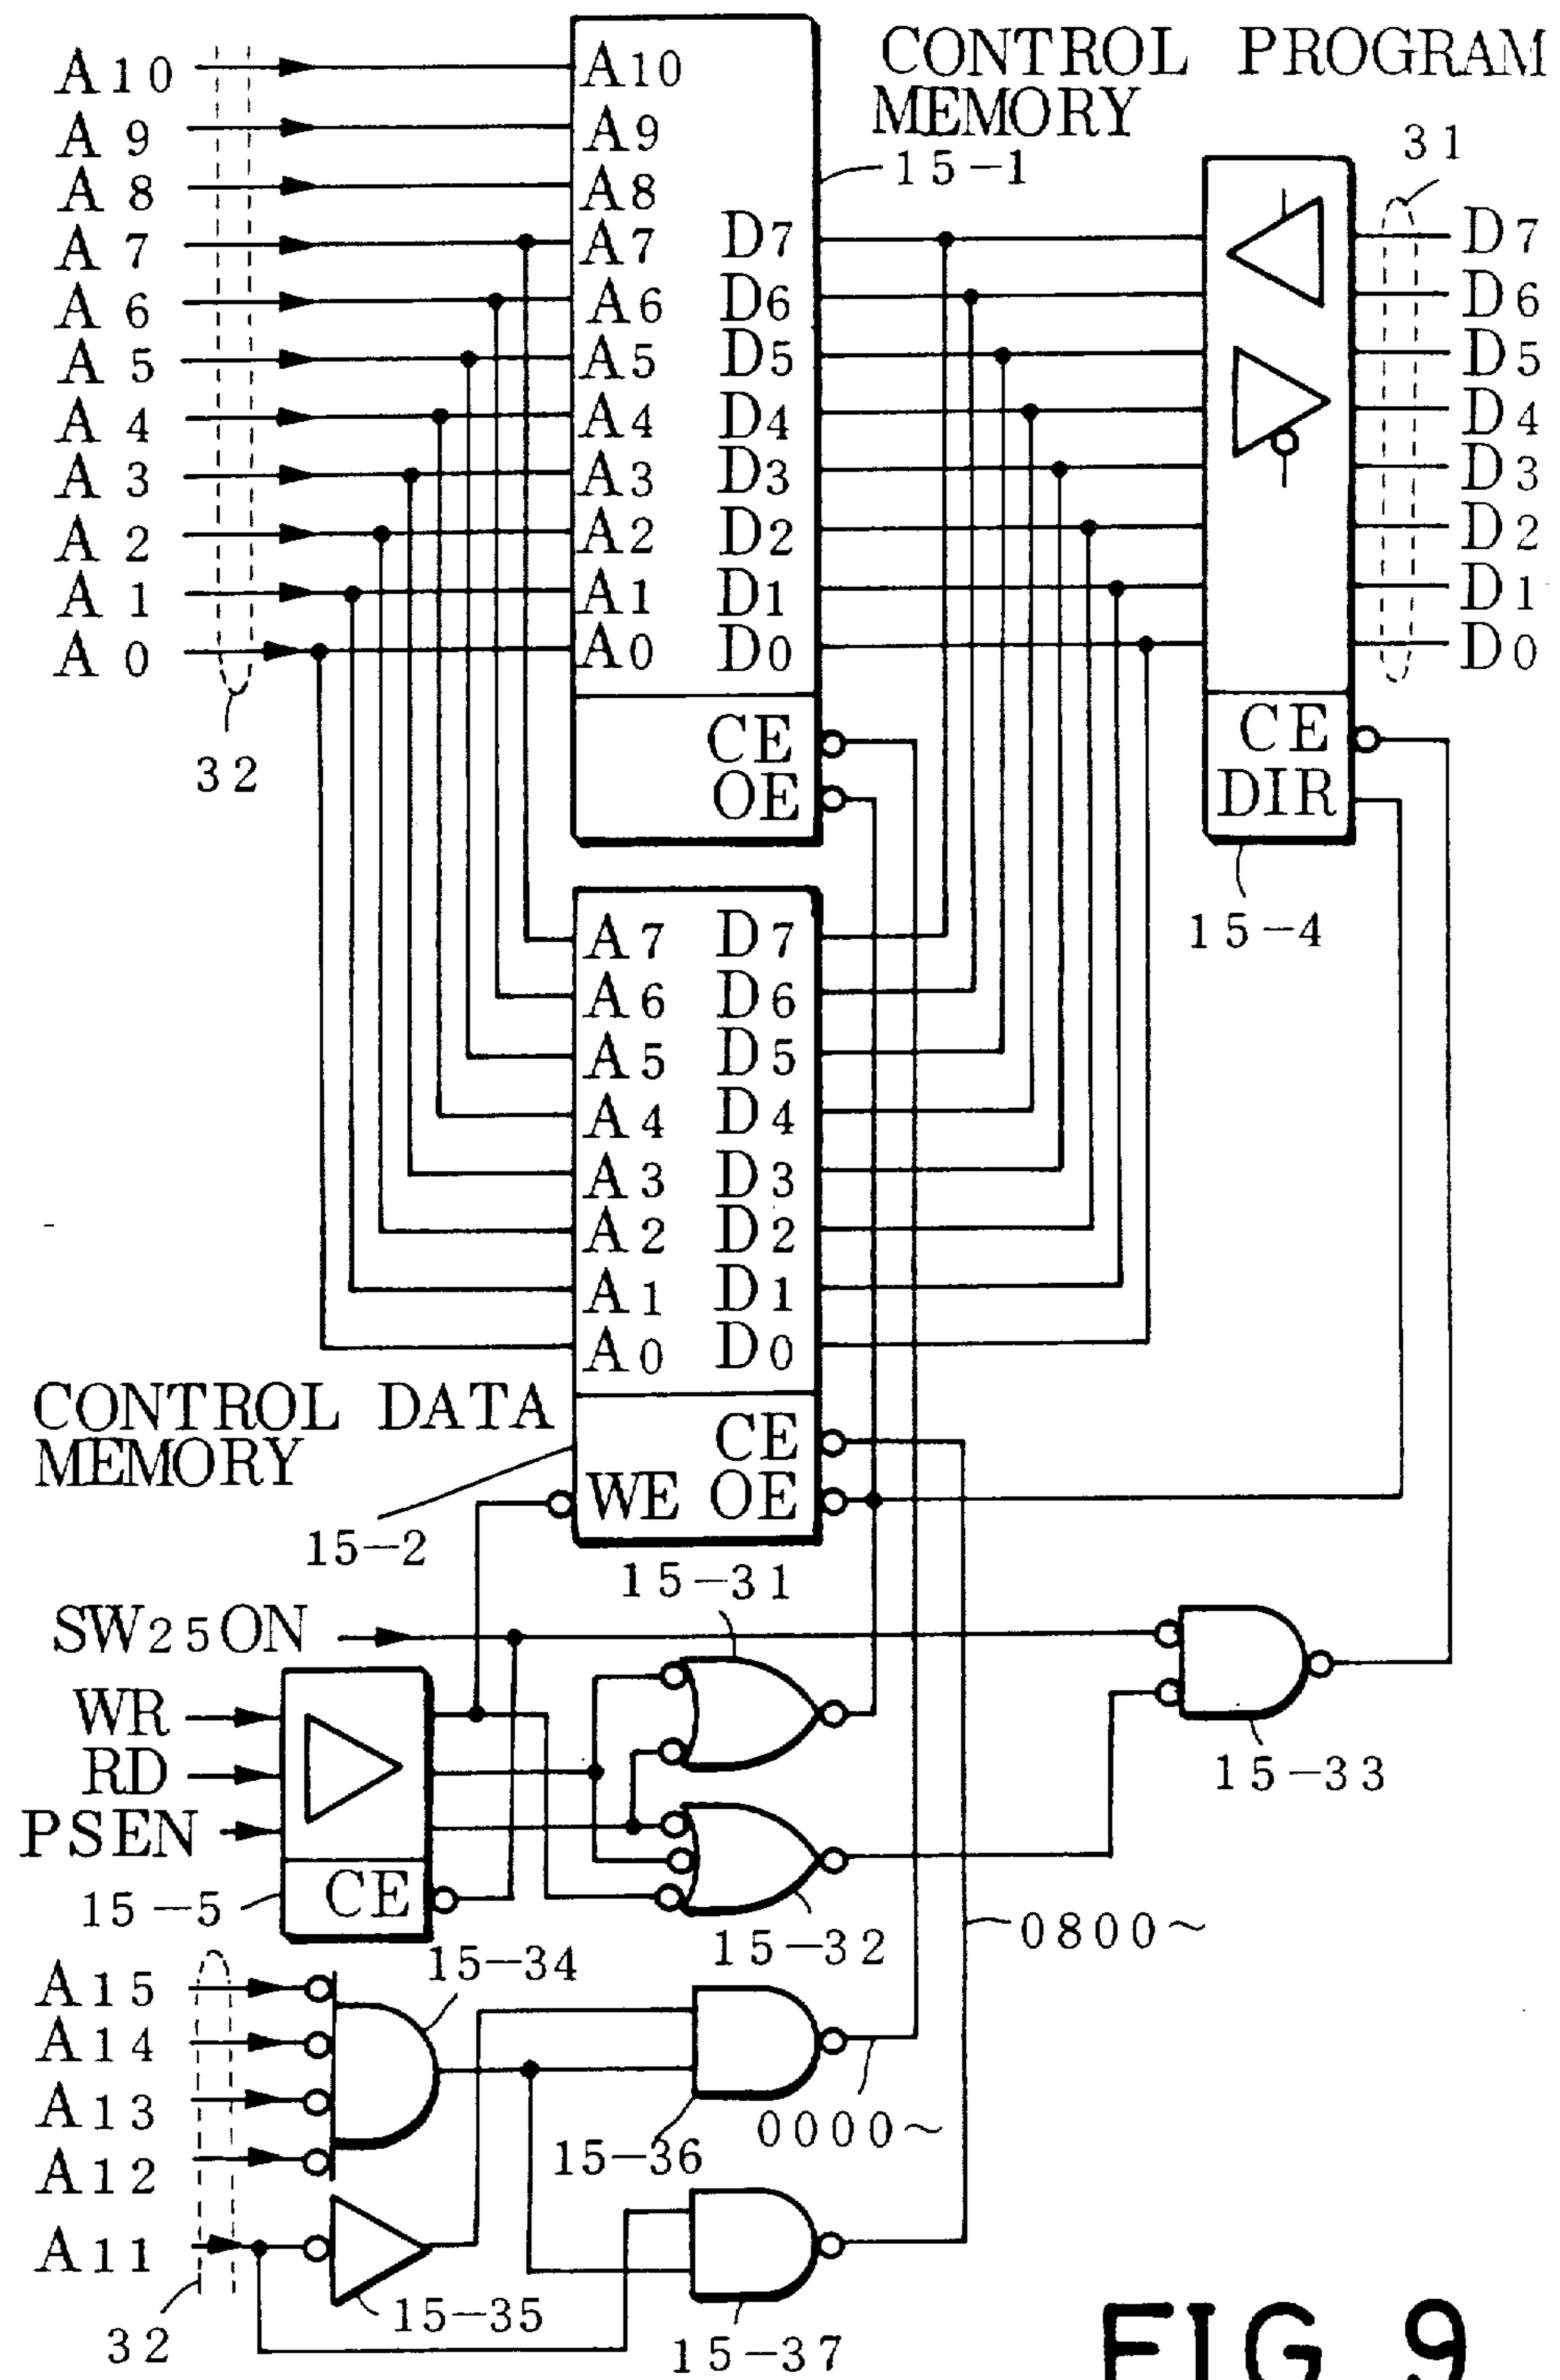 CONTROL PROGRAM
MEMORY
15-1
31
A10
A9
A8
A7
A6
A5
A4
A3
A2
A1
A0
32
A10
A9
A8
A7
A6
A5
A4
A3
A2
A1
A0
D7
D6
D5
D4
D3
D2
D1
D0
CE
OE
D7
D6
D5
D4
D3
D2
D1
D0
CE
DIR
15-4
A7
A6
A5
A4
A3
A2
A1
A0
D7
D6
D5
D4
D3
D2
D1
D0
CE
WE OE
CONTROL DATA
MEMORY
15-2
15-31
SW25ON
WR
RD
PSEN
CE
15-5
15-33
15-32
0800~
15-34
A15
A14
A13
A12
A11
0000~
15-36
15-35
32
15-37
FIG. 9